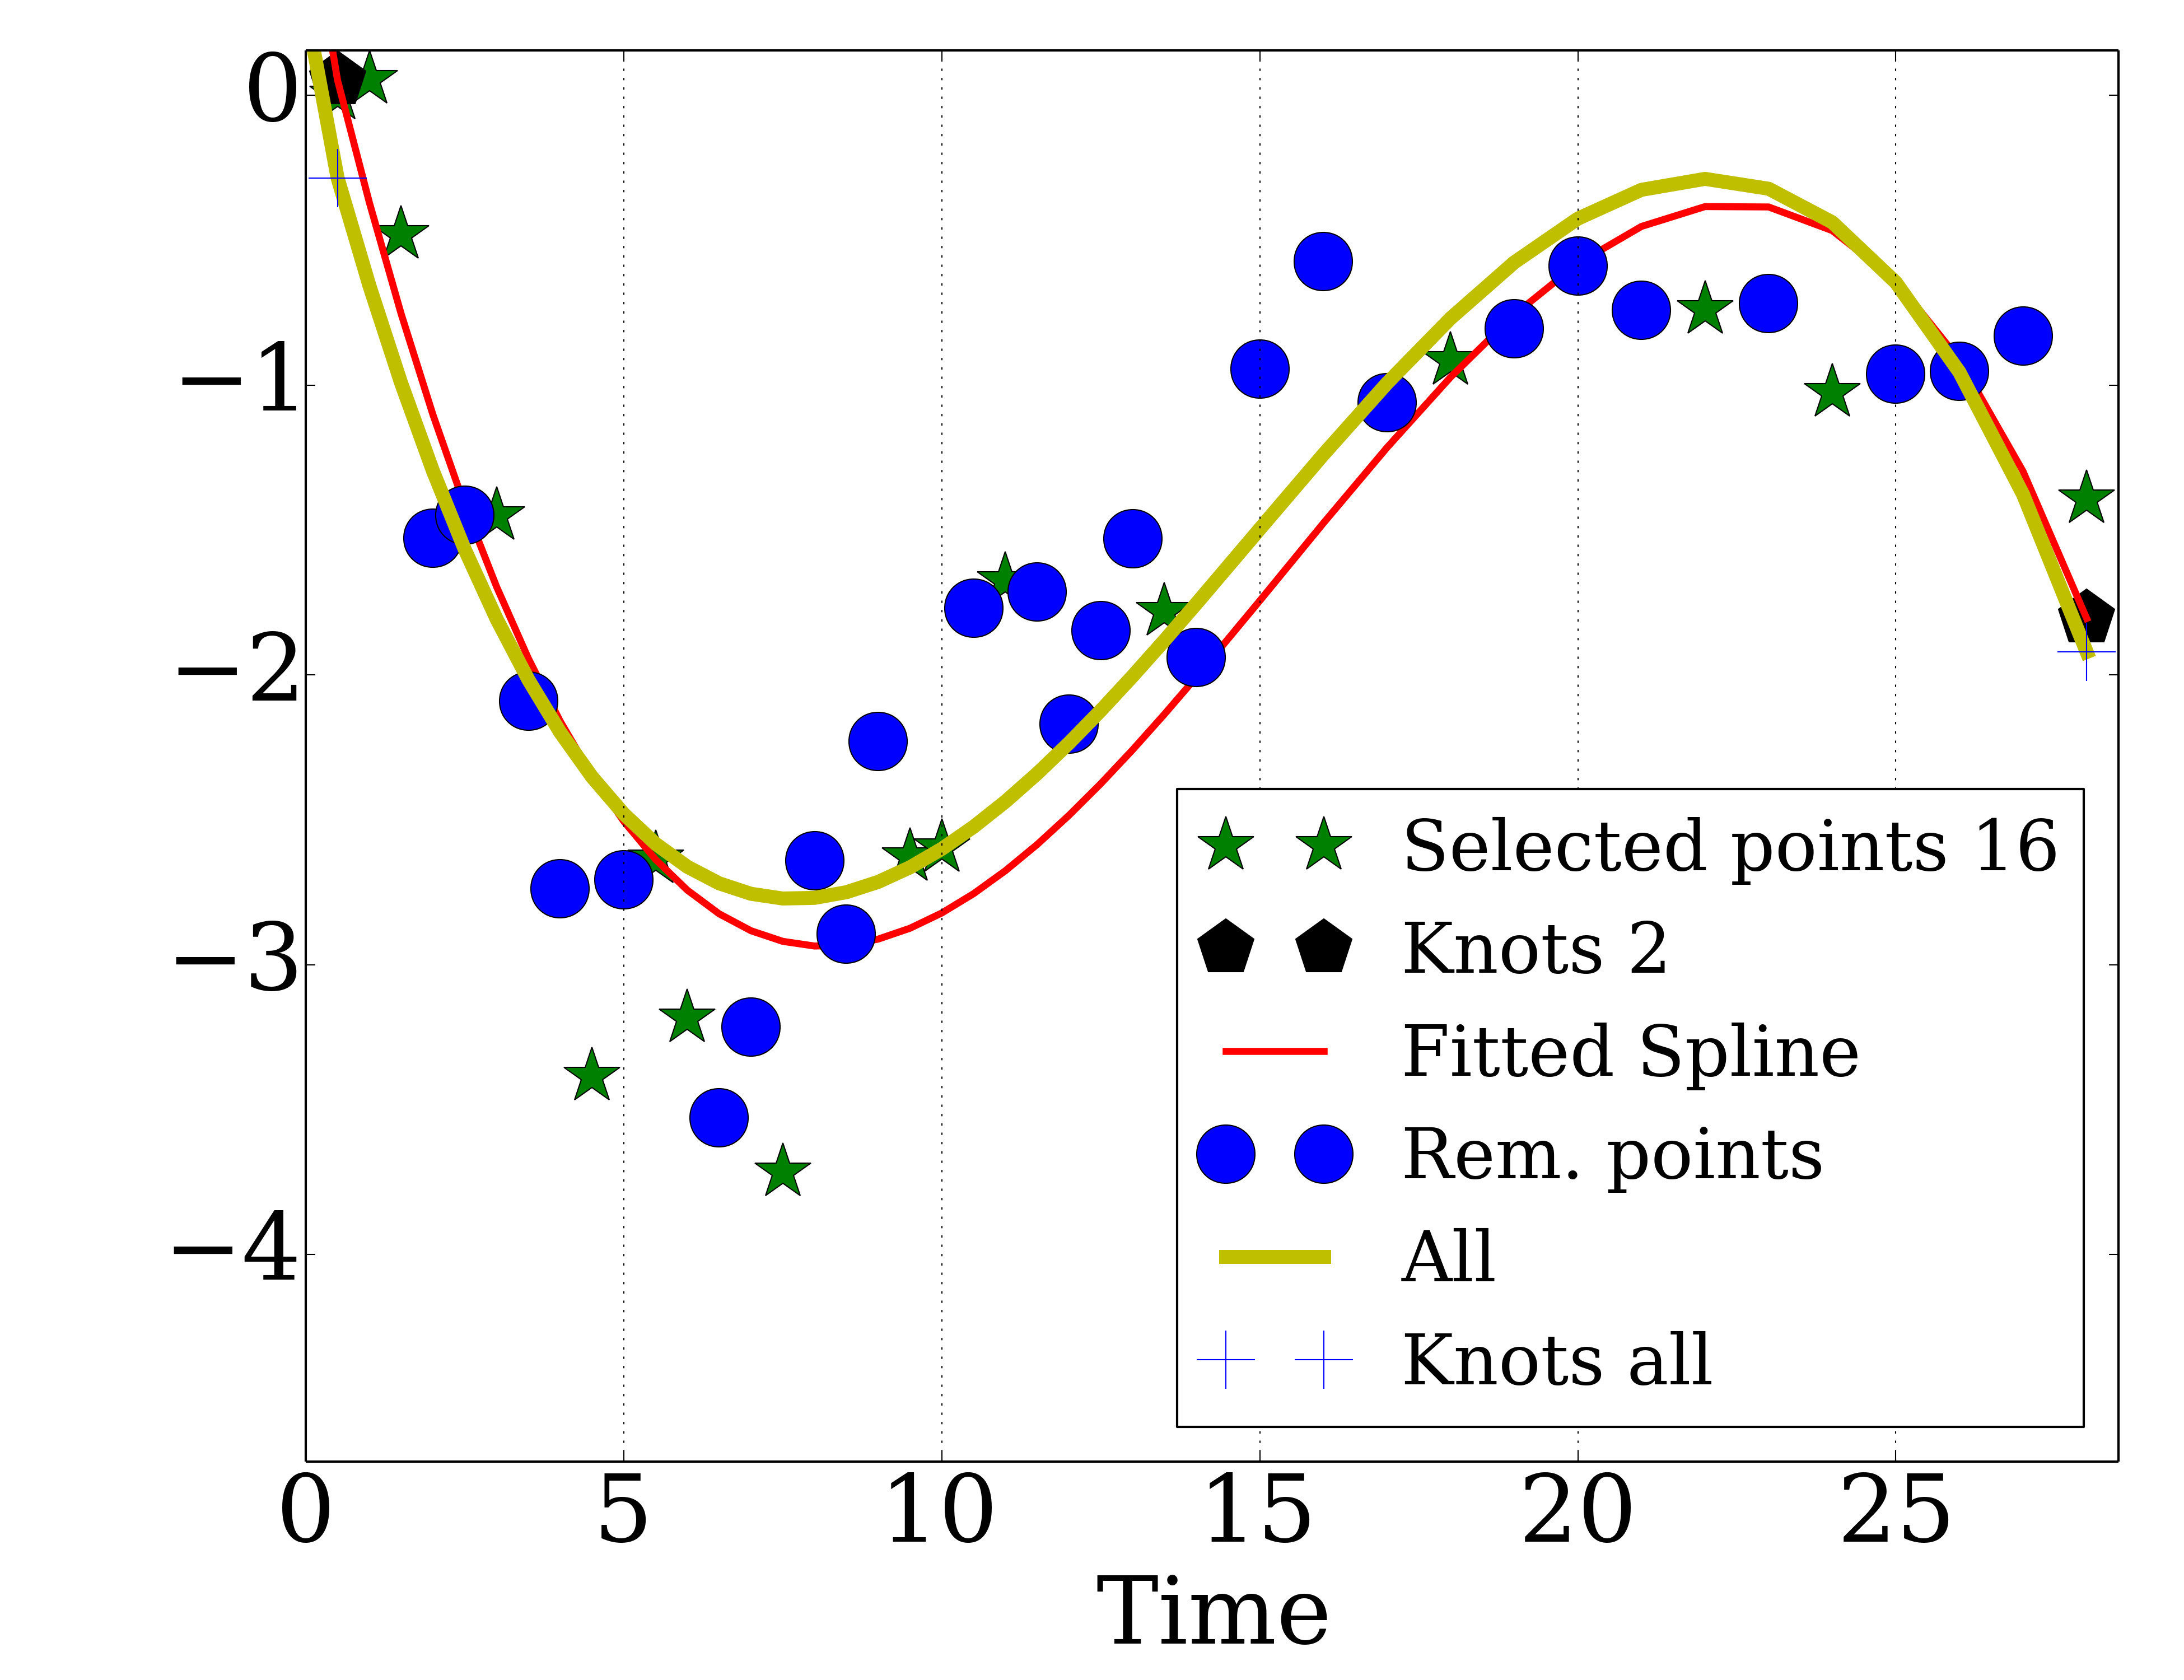 0
−1
−2
−3
−4
Selected points 16
Knots 2
Fitted Spline
Rem. points
All
Knots all
0 5 10 15 20 25
Time